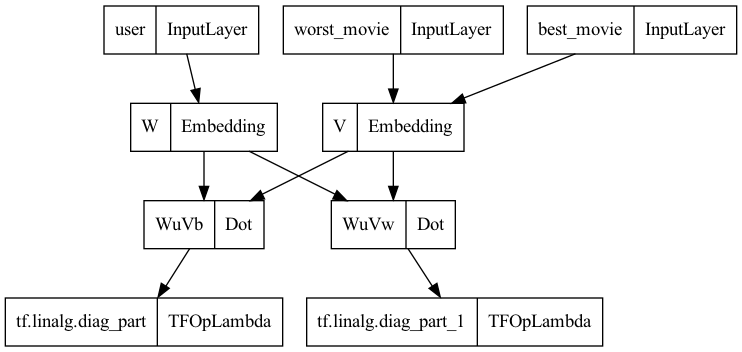 user InputLayer
worst_movie InputLayer
best_movie InputLayer
W Embedding
V Embedding
WuVb Dot
WuVw Dot
tf.linalg.diag_part TFOpLambda
tf.linalg.diag_part_1 TFOpLambda